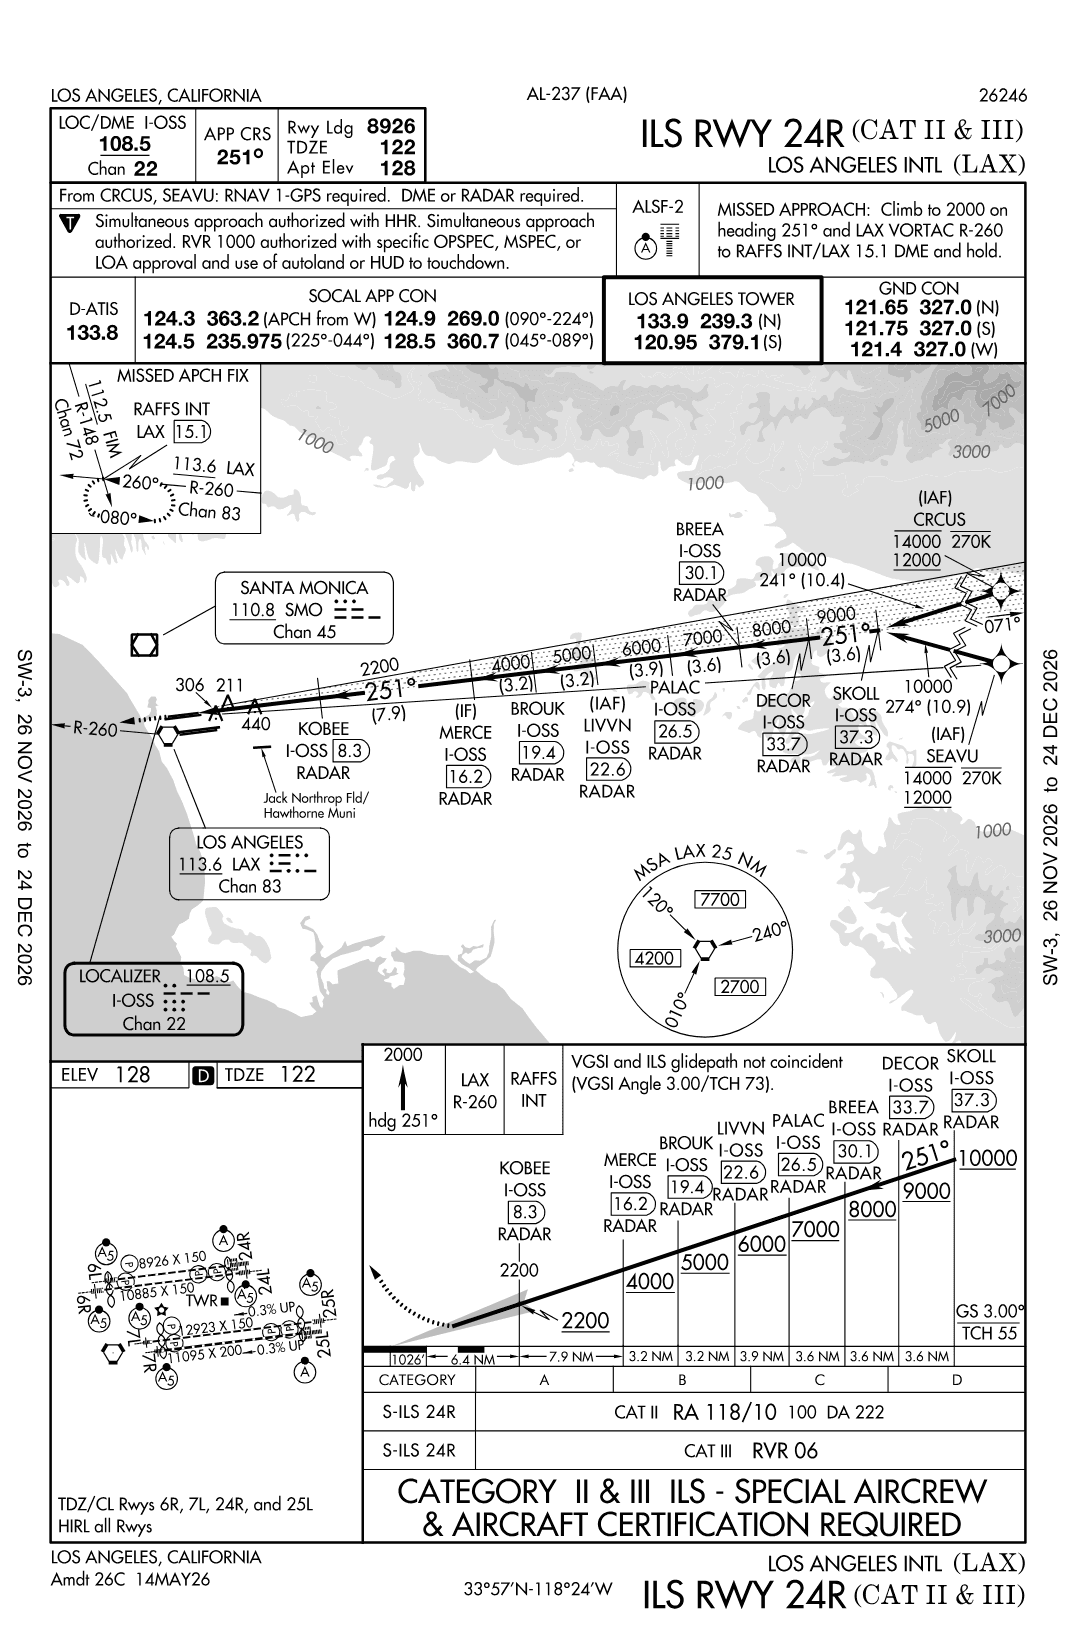 LOS ANGELES, CALIFORNIA
AL-237 (FAA)
26246
LOC/DME I-OSS
108.5
Chan 22
APP CRS
251°
Rwy Ldg 8926
TDZE 122
Apt Elev 128
ILS RWY 24R (CAT II & III)
LOS ANGELES INTL (LAX)
From CRCUS, SEAVU: RNAV 1-GPS required. DME or RADAR required.
T
Simultaneous approach authorized with HHR. Simultaneous approach
authorized. RVR 1000 authorized with specific OPSPEC, MSPEC, or
LOA approval and use of autoland or HUD to touchdown.
ALSF-2
A
MISSED APPROACH: Climb to 2000 on
heading 251° and LAX VORTAC R-260
to RAFFS INT/LAX 15.1 DME and hold.
D-ATIS
133.8
SOCAL APP CON
124.3 363.2 (APCH from W) 124.9 269.0 (090°-224°)
124.5 235.975 (225°-044°) 128.5 360.7 (045°-089°)
LOS ANGELES TOWER
133.9 239.3 (N)
120.95 379.1 (S)
GND CON
121.65 327.0 (N)
121.75 327.0 (S)
121.4 327.0 (W)
MISSED APCH FIX
112.5 FIM
R-148
Chan 72
RAFFS INT
LAX 15.1
113.6 LAX
R-260
Chan 83
260°
080°
1000
1000
5000
7000
3000
(IAF)
CRCUS
14000 270K
12000
BREEA
I-OSS
30.1
RADAR
10000
241° (10.4)
071°
SANTA MONICA
110.8 SMO
Chan 45
2200
251°
(7.9)
4000
(3.2)
5000
(3.2)
6000
(3.9)
7000
(3.6)
8000
(3.6)
9000
251°
(3.6)
306
211
440
R-260
KOBEE
I-OSS 8.3
RADAR
(IF)
MERCE
I-OSS
16.2
RADAR
BROUK
I-OSS
19.4
RADAR
(IAF)
LIVVN
I-OSS
22.6
RADAR
PALAC
I-OSS
26.5
RADAR
DECOR
I-OSS
33.7
RADAR
SKOLL
I-OSS
37.3
RADAR
10000
274° (10.9)
(IAF)
SEAVU
14000 270K
12000
Jack Northrop Fld/
Hawthorne Muni
LOS ANGELES
113.6 LAX
Chan 83
1000
3000
MSA LAX 25 NM
120°
7700
240°
4200
2700
010°
LOCALIZER 108.5
I-OSS
Chan 22
SW-3, 26 NOV 2026 to 24 DEC 2026
SW-3, 26 NOV 2026 to 24 DEC 2026
ELEV 128
D
TDZE 122
2000
hdg 251°
LAX
R-260
RAFFS
INT
VGSI and ILS glidepath not coincident
(VGSI Angle 3.00/TCH 73).
KOBEE
I-OSS
8.3
RADAR
2200
MERCE
I-OSS
16.2
RADAR
BROUK
I-OSS
19.4
RADAR
LIVVN
I-OSS
22.6
RADAR
PALAC
I-OSS
26.5
RADAR
BREEA
I-OSS
30.1
RADAR
DECOR
I-OSS
33.7
RADAR
SKOLL
I-OSS
37.3
RADAR
251°
10000
9000
8000
7000
6000
5000
4000
2200
GS 3.00°
TCH 55
1026'
6.4 NM
7.9 NM
3.2 NM
3.2 NM
3.9 NM
3.6 NM
3.6 NM
3.6 NM
A5
A
24R
6L
P
8926 X 150
24L
6R
10885 X 150
A5
A5
A5
A5
TWR
0.3% UP
25R
7L
P
12923 X 150
25L
7R
11095 X 200
0.3% UP
A5
A
TDZ/CL Rwys 6R, 7L, 24R, and 25L
HIRL all Rwys
CATEGORY A B C D
S-ILS 24R CAT II RA 118/10 100 DA 222
S-ILS 24R CAT III RVR 06
CATEGORY II & III ILS - SPECIAL AIRCREW
& AIRCRAFT CERTIFICATION REQUIRED
LOS ANGELES, CALIFORNIA
Amdt 26C 14MAY26
33°57'N-118°24'W
LOS ANGELES INTL (LAX)
ILS RWY 24R (CAT II & III)